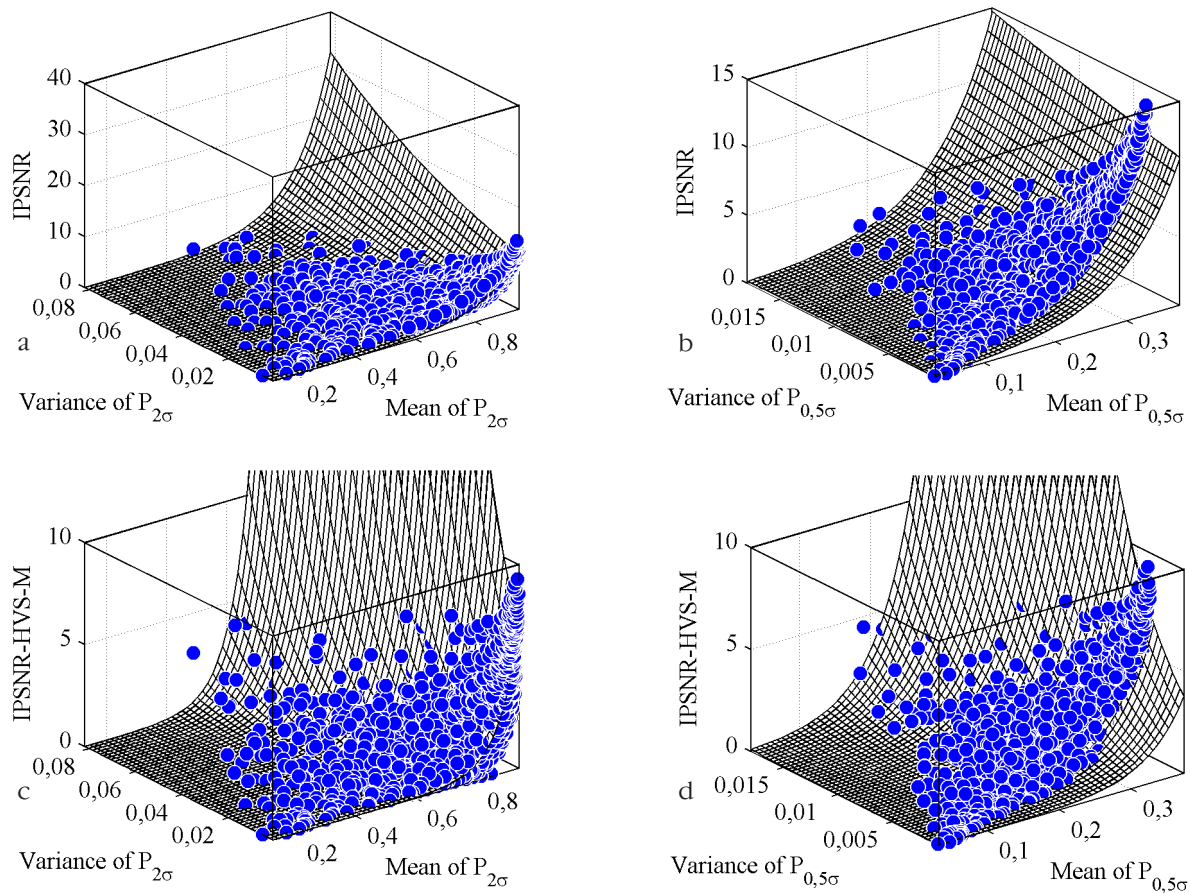 40
30
20
10
0
IPSNR
0,08
0,06
0,04
0,02
Variance of P2σ
0,2
0,4
0,6
0,8
Mean of P2σ
a
15
10
5
0
IPSNR
0,015
0,01
0,005
Variance of P0,5σ
0,1
0,2
0,3
Mean of P0,5σ
b
10
5
0
IPSNR-HVS-M
0,08
0,06
0,04
0,02
Variance of P2σ
0,2
0,4
0,6
0,8
Mean of P2σ
c
10
5
0
IPSNR-HVS-M
0,015
0,01
0,005
Variance of P0,5σ
0,1
0,2
0,3
Mean of P0,5σ
d